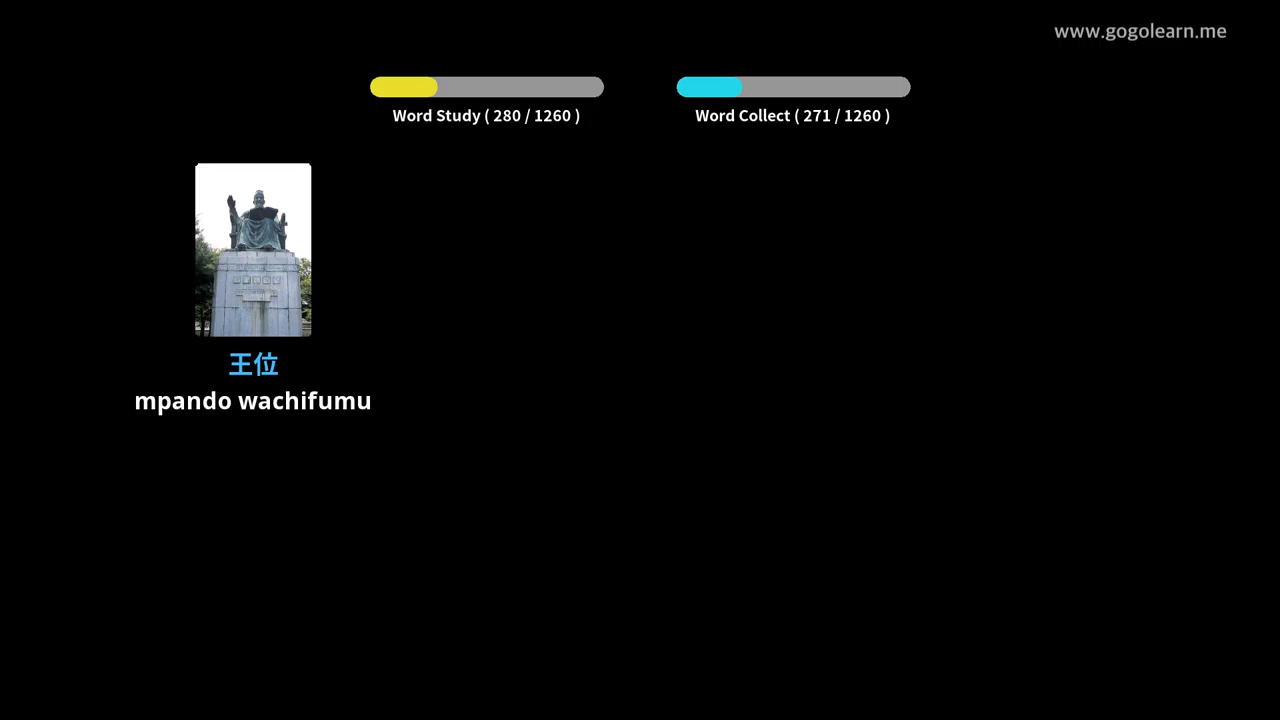 www.gogolearn.me
Word Study ( 280 / 1260 )
Word Collect ( 271 / 1260 )
王位
mpando wachifumu